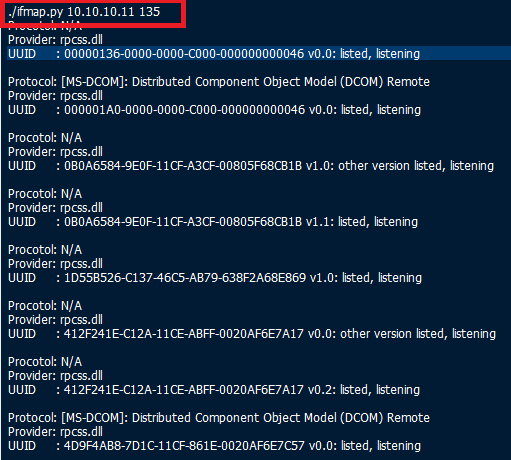 ./ifmap.py 10.10.10.11 135
Procotol: N/A
Provider: rpcss.dll
UUID : 00000136-0000-0000-C000-000000000046 v0.0: listed, listening
Protocol: [MS-DCOM]: Distributed Component Object Model (DCOM) Remote
Provider: rpcss.dll
UUID : 000001A0-0000-0000-C000-000000000046 v0.0: listed, listening
Procotol: N/A
Provider: rpcss.dll
UUID : 0B0A6584-9E0F-11CF-A3CF-00805F68CB1B v1.0: other version listed, listening
Procotol: N/A
Provider: rpcss.dll
UUID : 0B0A6584-9E0F-11CF-A3CF-00805F68CB1B v1.1: listed, listening
Procotol: N/A
Provider: rpcss.dll
UUID : 1D55B526-C137-46C5-AB79-638F2A68E869 v1.0: listed, listening
Procotol: N/A
Provider: rpcss.dll
UUID : 412F241E-C12A-11CE-ABFF-0020AF6E7A17 v0.0: other version listed, listening
Procotol: N/A
Provider: rpcss.dll
UUID : 412F241E-C12A-11CE-ABFF-0020AF6E7A17 v0.2: listed, listening
Protocol: [MS-DCOM]: Distributed Component Object Model (DCOM) Remote
Provider: rpcss.dll
UUID : 4D9F4AB8-7D1C-11CF-861E-0020AF6E7C57 v0.0: listed, listening